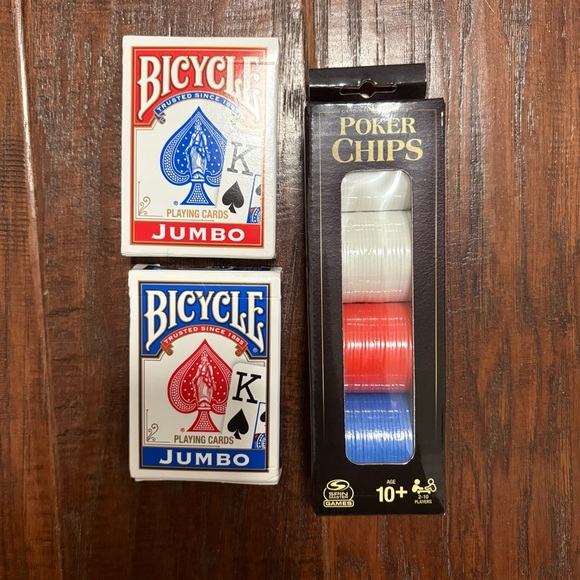 BICYCLE
®
TRUSTED SINCE 1885
K
PLAYING CARDS
JUMBO
BICYCLE
®
TRUSTED SINCE 1885
K
PLAYING CARDS
JUMBO
POKER
CHIPS
SPIN
MASTER
GAMES
AGE
10+
2-10
PLAYERS